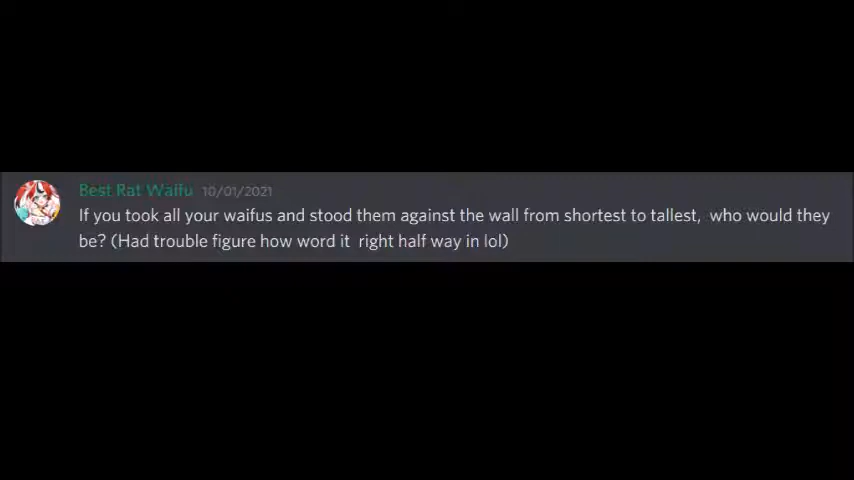 Best Rat Waifu 10/01/2021
If you took all your waifus and stood them against the wall from shortest to tallest, who would they
be? (Had trouble figure how word it right half way in lol)